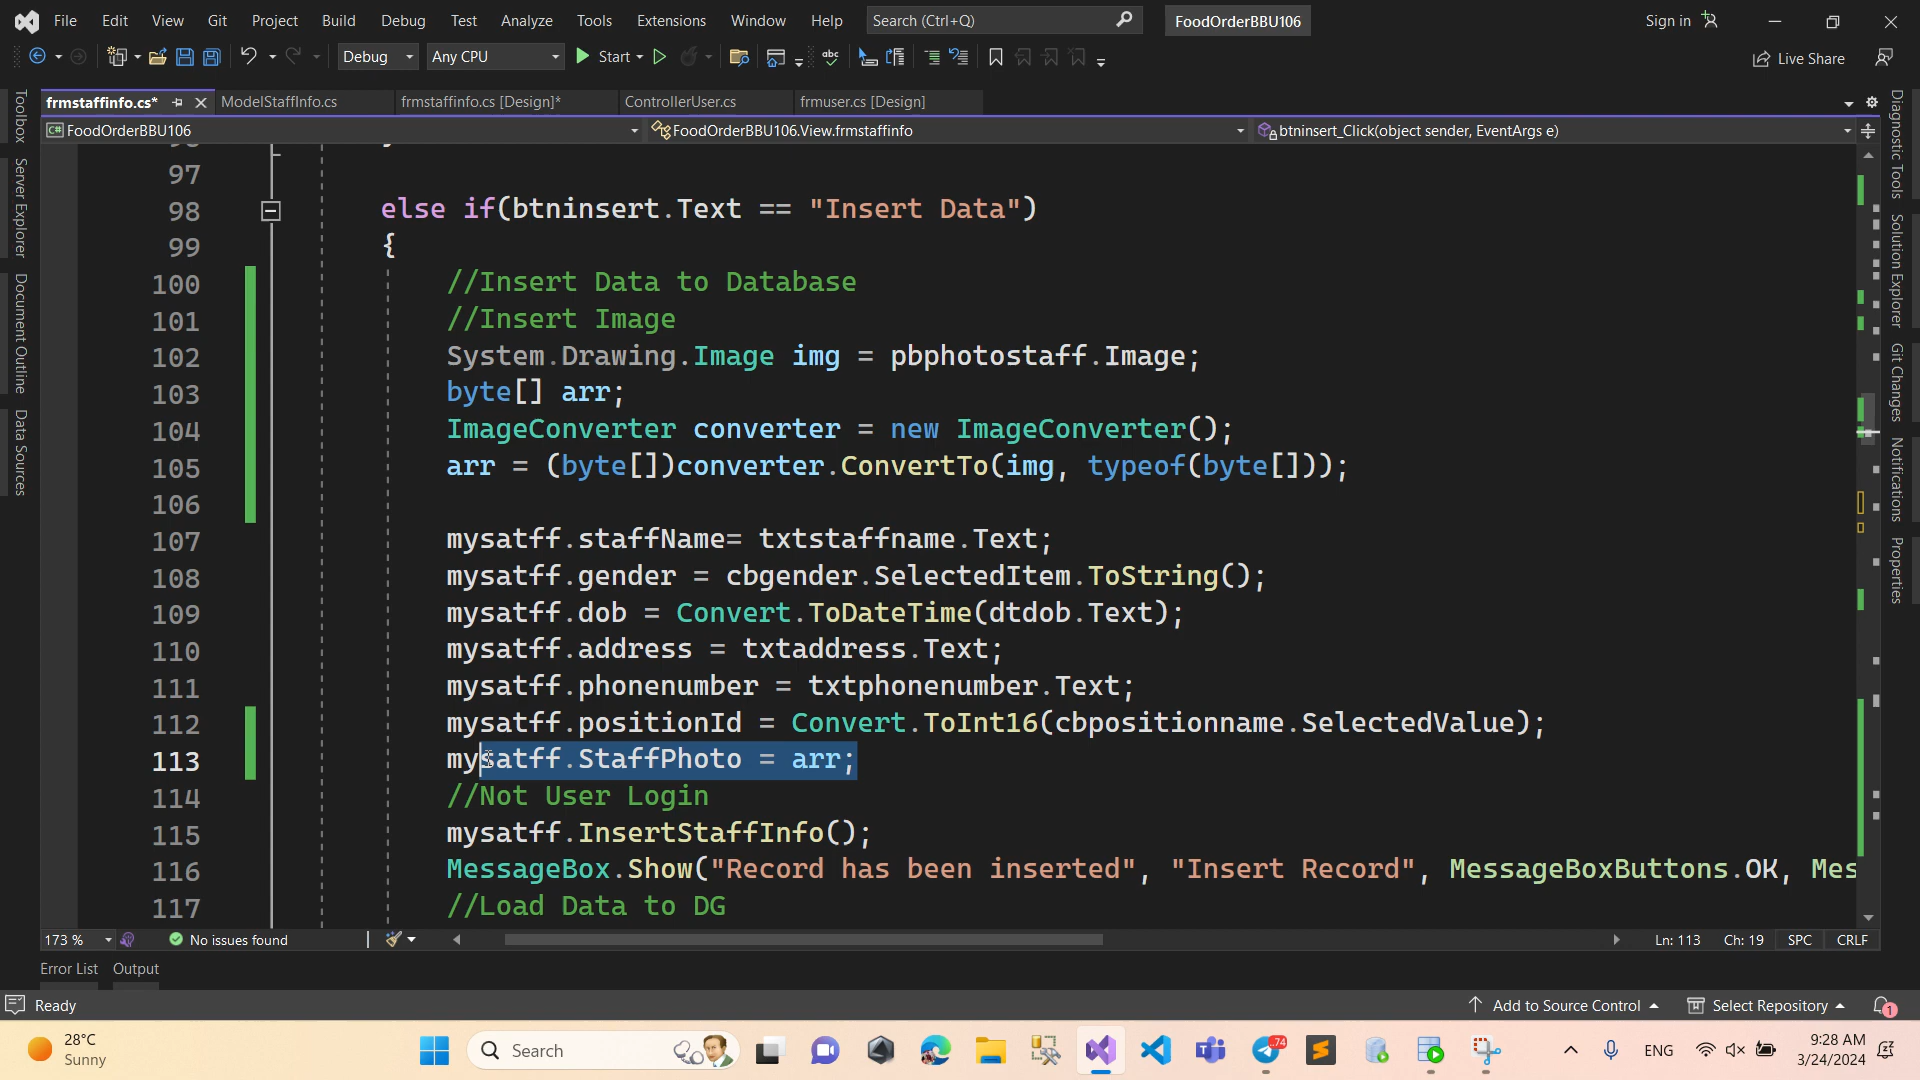 File Edit View Git Project Build Debug Test Analyze Tools Extensions Window Help Search (Ctrl+Q) FoodOrderBBU106 Sign in
Debug Any CPU Start Live Share
frmstaffinfo.cs* ModelStaffInfo.cs frmstaffinfo.cs [Design]* ControllerUser.cs frmuser.cs [Design]
FoodOrderBBU106 FoodOrderBBU106.View.frmstaffinfo btninsert_Click(object sender, EventArgs e)
Toolbox
Server Explorer
Document Outline
Data Sources
97
98 else if(btninsert.Text == "Insert Data")
99 {
100 //Insert Data to Database
101 //Insert Image
102 System.Drawing.Image img = pbphotostaff.Image;
103 byte[] arr;
104 ImageConverter converter = new ImageConverter();
105 arr = (byte[])converter.ConvertTo(img, typeof(byte[]));
106
107 mysatff.staffName= txtstaffname.Text;
108 mysatff.gender = cbgender.SelectedItem.ToString();
109 mysatff.dob = Convert.ToDateTime(dtdob.Text);
110 mysatff.address = txtaddress.Text;
111 mysatff.phonenumber = txtphonenumber.Text;
112 mysatff.positionId = Convert.ToInt16(cbpositionname.SelectedValue);
113 mysatff.StaffPhoto = arr;
114 //Not User Login
115 mysatff.InsertStaffInfo();
116 MessageBox.Show("Record has been inserted", "Insert Record", MessageBoxButtons.OK, Mes
117 //Load Data to DG
Diagnostic Tools
Solution Explorer
Git Changes
Notifications
Properties
173 % No issues found Ln: 113 Ch: 19 SPC CRLF
Error List Output
Ready Add to Source Control Select Repository 1
28°C
Sunny
Search
74
ENG
9:28 AM
3/24/2024